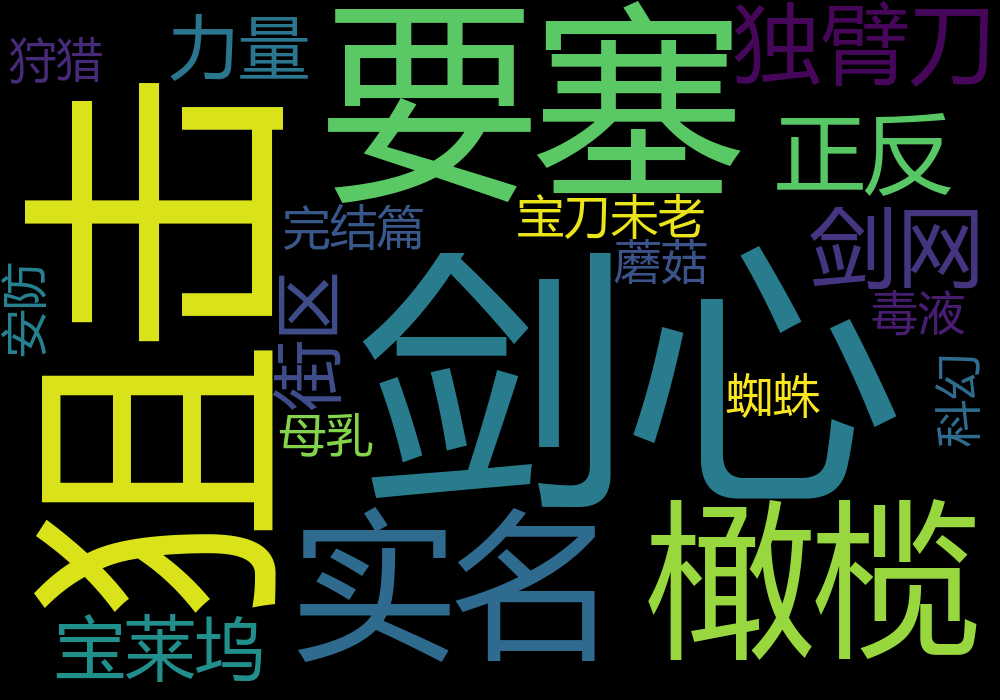 狩猎
力量
要塞
独臂刀
狙击
正反
完结篇
宝刀未老
剑网
蘑菇
安防
街区
剑心
毒液
蜘蛛
科幻
母乳
实名
橄榄
宝莱坞